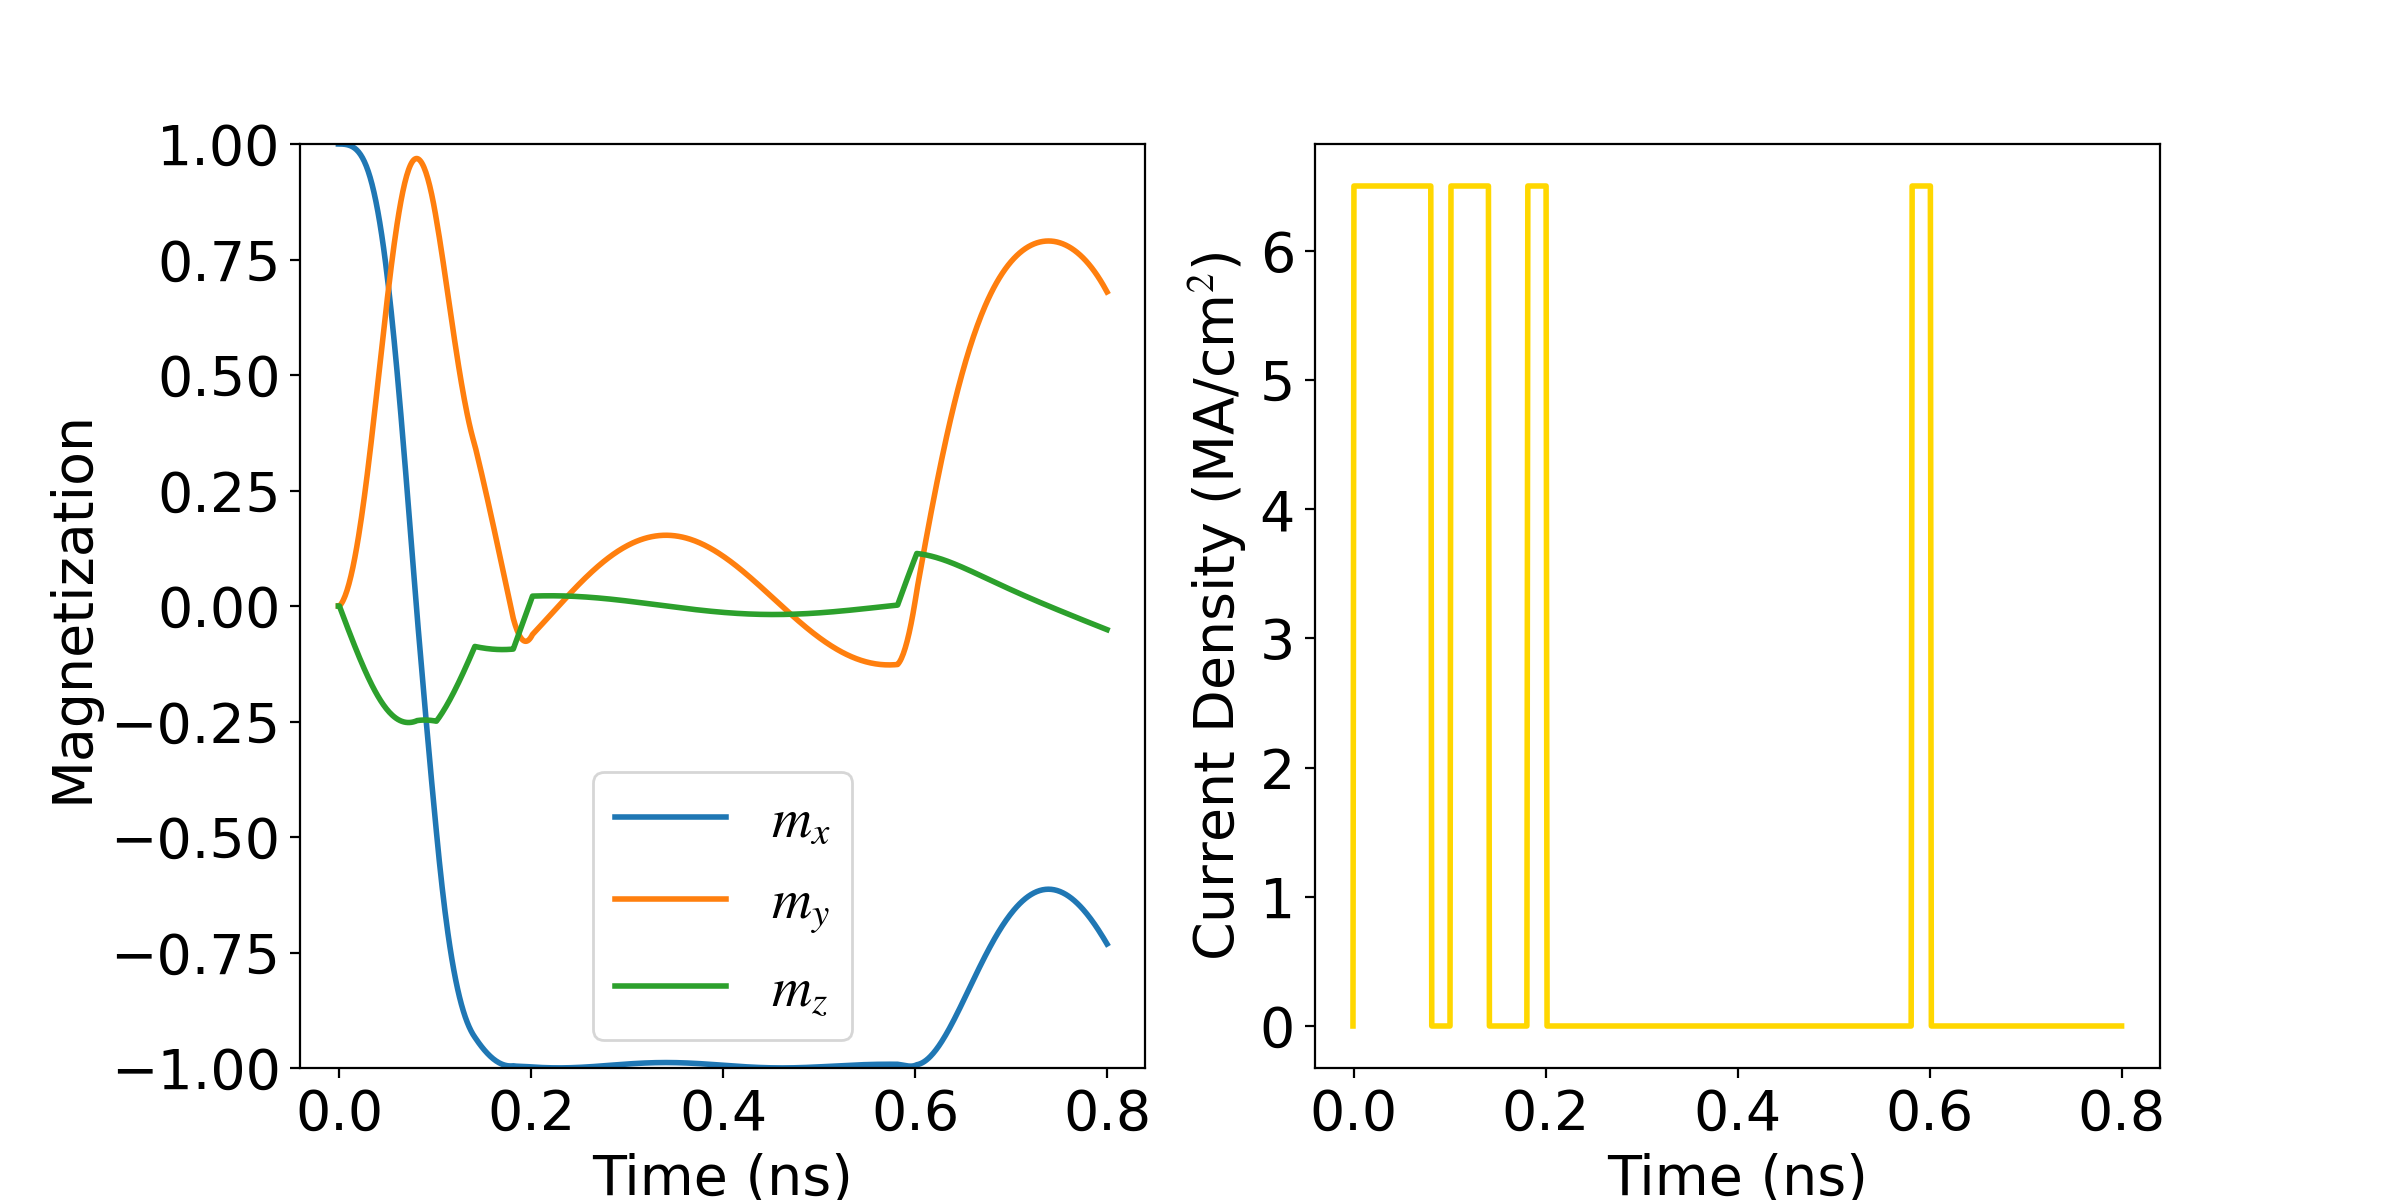 Magnetization
1.00
0.75
0.50
0.25
0.00
−0.25
−0.50
−0.75
−1.00
0.0 0.2 0.4 0.6 0.8
Time (ns)
m_x
m_y
m_z
Current Density (MA/cm²)
6
5
4
3
2
1
0
0.0 0.2 0.4 0.6 0.8
Time (ns)